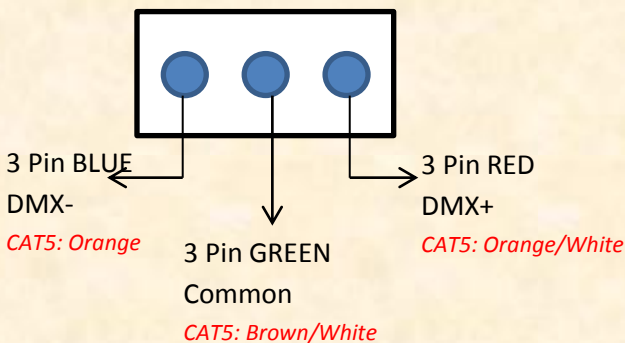 3 Pin BLUE
DMX-
CAT5: Orange
3 Pin GREEN
Common
CAT5: Brown/White
3 Pin RED
DMX+
CAT5: Orange/White